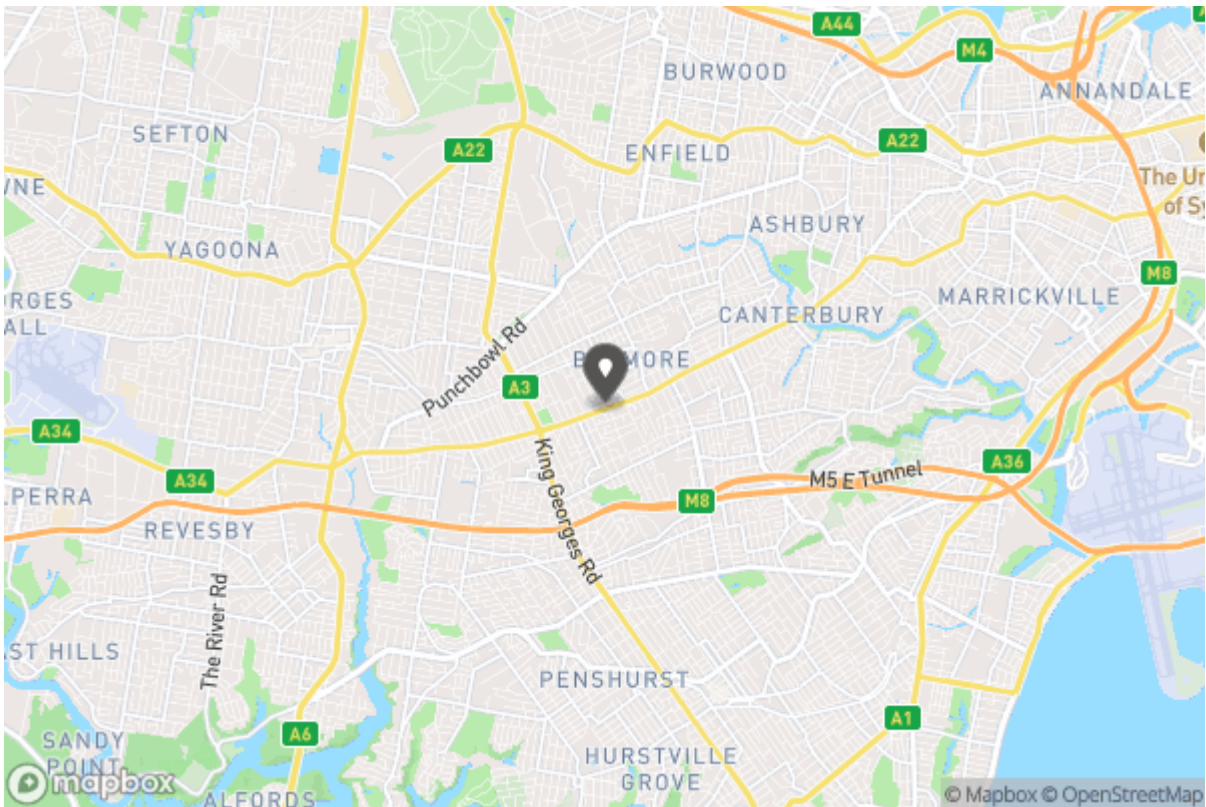 A44
M4
BURWOOD
ANNANDALE
SEFTON
A22
ENFIELD
A22
The Ur
of Sy
ASHBURY
YAGOONA
M8
MARRICKVILLE
CANTERBURY
Punchbowl Rd
A3
A34
King Georges Rd
A34
M5 E Tunnel
A36
M8
REVESBY
The River Rd
PENSHURST
A1
A6
SANDY
POINT
HURSTVILLE
GROVE
mapbox
ALFORDS
© Mapbox © OpenStreetMap